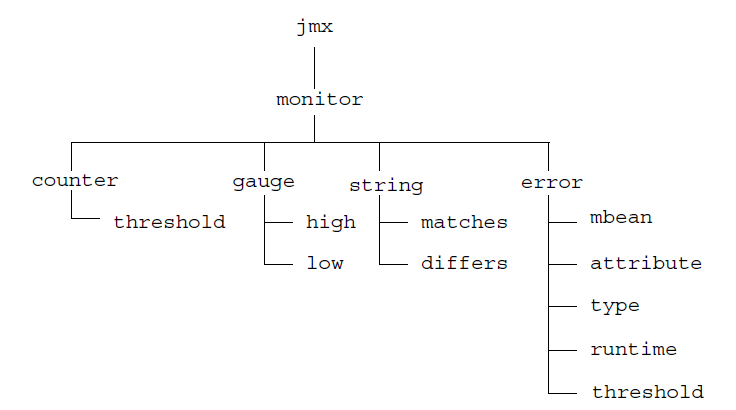 jmx
monitor
counter gauge string error
threshold high matches mbean
low differs attribute
type
runtime
threshold